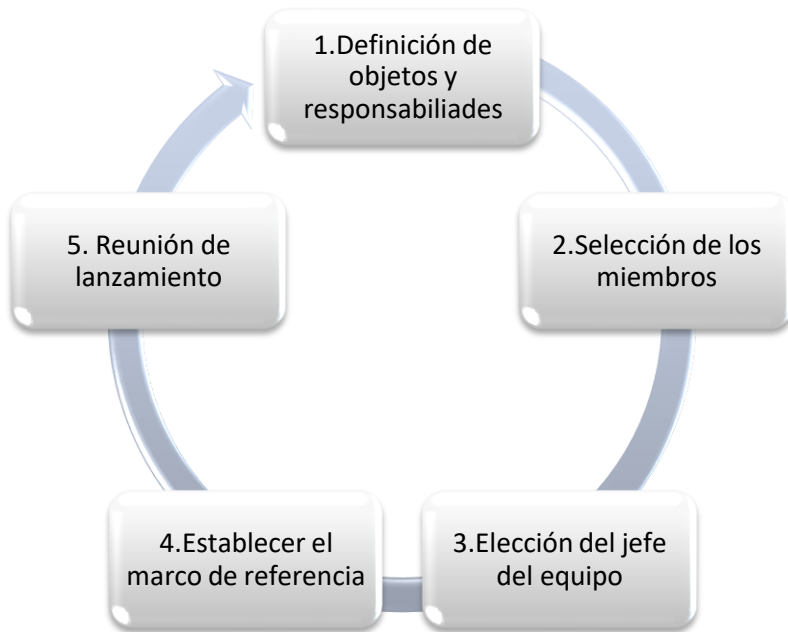 1.Definición de
objetos y
responsabiliades
2.Selección de los
miembros
3.Elección del jefe
del equipo
4.Establecer el
marco de referencia
5. Reunión de
lanzamiento